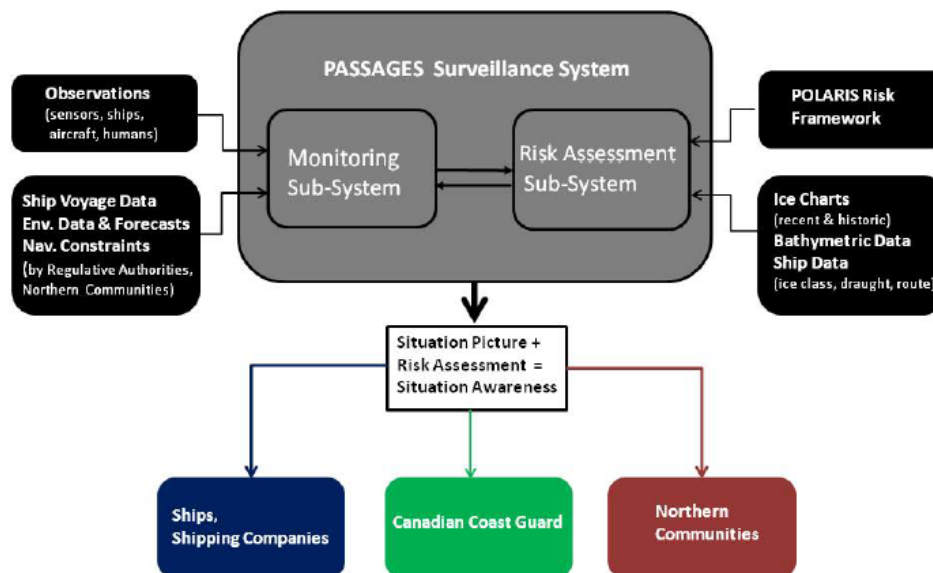 PASSAGES Surveillance System
Observations
(sensors, ships,
aircraft, humans)
Ship Voyage Data
Env. Data & Forecasts
Nav. Constraints
(by Regulative Authorities,
Northern Communities)
Monitoring
Sub-System
Risk Assessment
Sub-System
POLARIS Risk
Framework
Ice Charts
(recent & historic)
Bathymetric Data
Ship Data
(ice class, draught, route)
Situation Picture +
Risk Assessment =
Situation Awareness
Ships,
Shipping Companies
Canadian Coast Guard
Northern
Communities